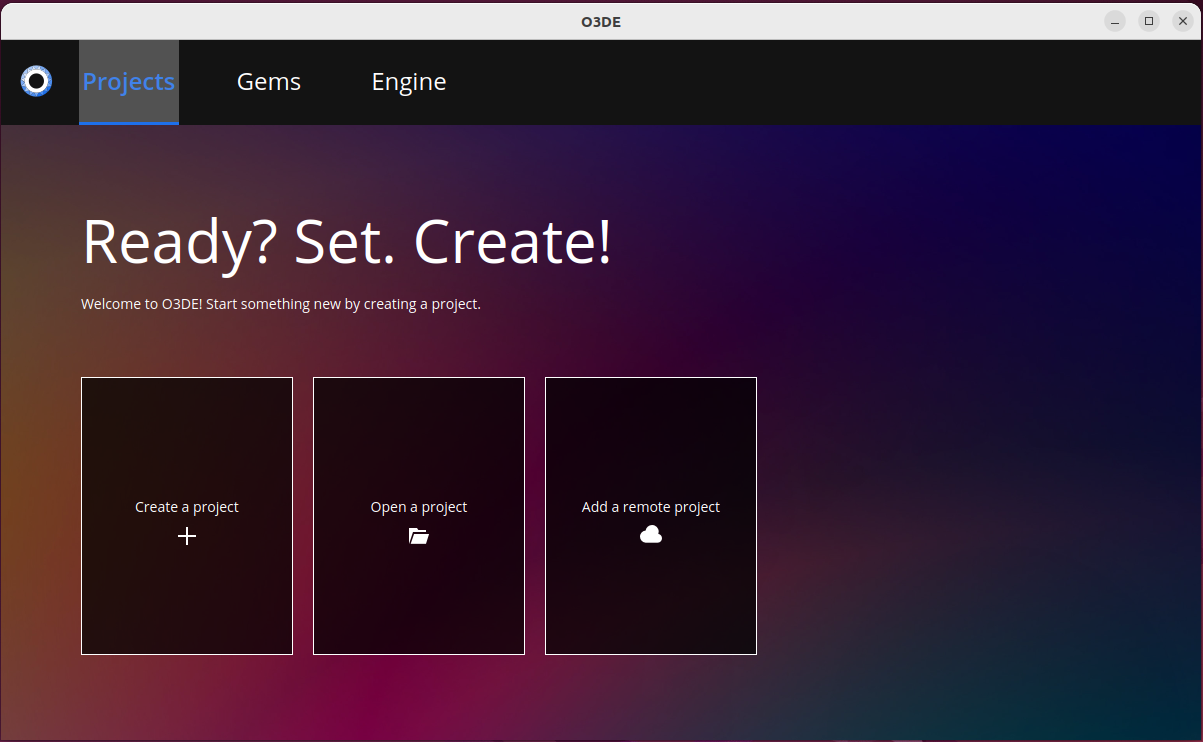 O3DE
Projects Gems Engine
Ready? Set. Create!
Welcome to O3DE! Start something new by creating a project.
Create a project
Open a project
Add a remote project